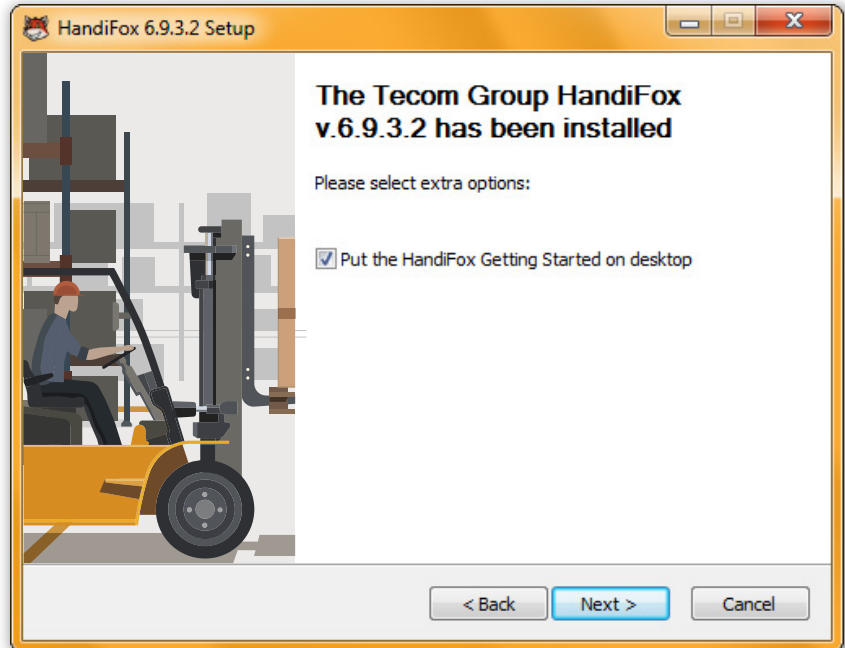 HandiFox 6.9.3.2 Setup
The Tecom Group HandiFox
v.6.9.3.2 has been installed
Please select extra options:
Put the HandiFox Getting Started on desktop
< Back
Next >
Cancel